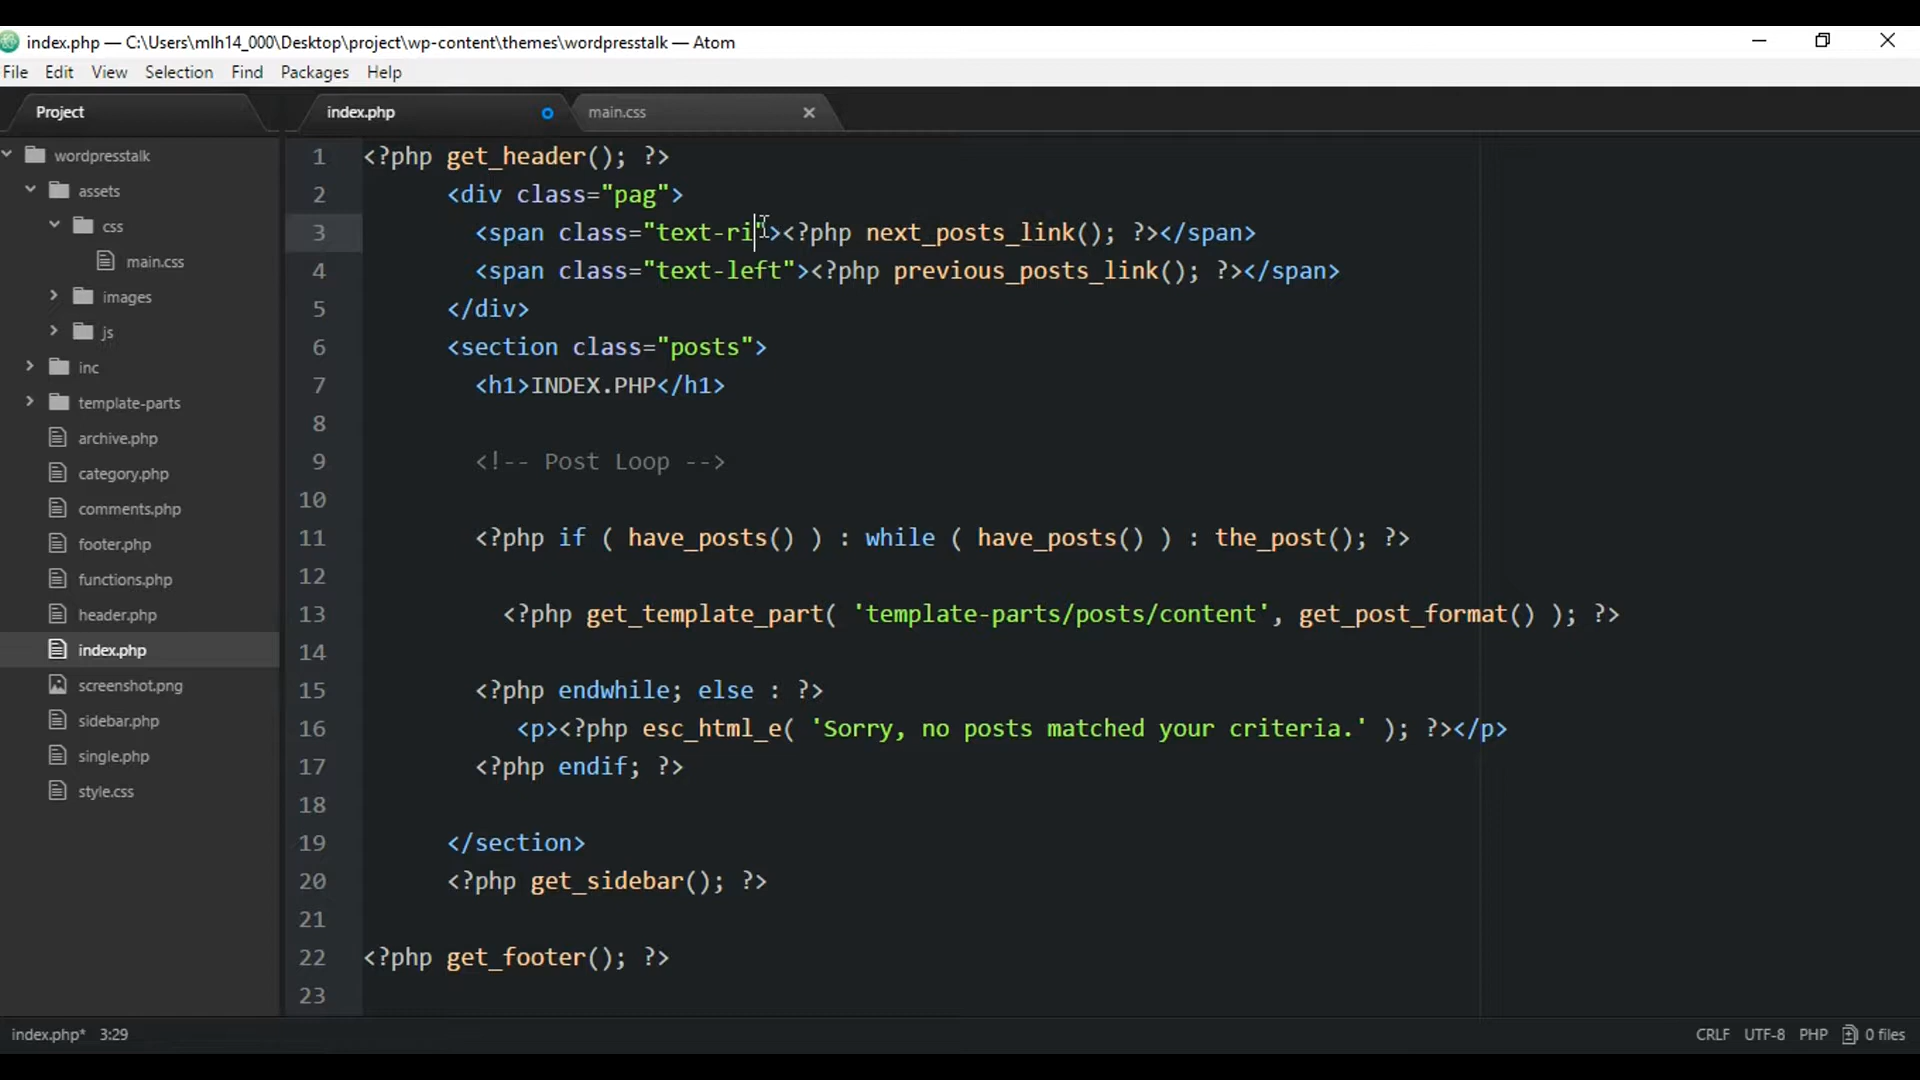 index.php — C:\Users\mlh14_000\Desktop\project\wp-content\themes\wordpresstalk — Atom
File Edit View Selection Find Packages Help
Project
index.php
main.css
wordpresstalk
assets
css
main.css
images
js
inc
template-parts
archive.php
category.php
comments.php
footer.php
functions.php
header.php
index.php
screenshot.png
sidebar.php
single.php
style.css
1 <?php get_header(); ?>
2 <div class="pag">
3 <span class="text-ri"><?php next_posts_link(); ?></span>
4 <span class="text-left"><?php previous_posts_link(); ?></span>
5 </div>
6 <section class="posts">
7 <h1>INDEX.PHP</h1>
8
9 <!-- Post Loop -->
10
11 <?php if ( have_posts() ) : while ( have_posts() ) : the_post(); ?>
12
13 <?php get_template_part( 'template-parts/posts/content', get_post_format() ); ?>
14
15 <?php endwhile; else : ?>
16 <p><?php esc_html_e( 'Sorry, no posts matched your criteria.' ); ?></p>
17 <?php endif; ?>
18
19 </section>
20 <?php get_sidebar(); ?>
21
22 <?php get_footer(); ?>
23
index.php* 3:29
CRLF UTF-8 PHP 0 files